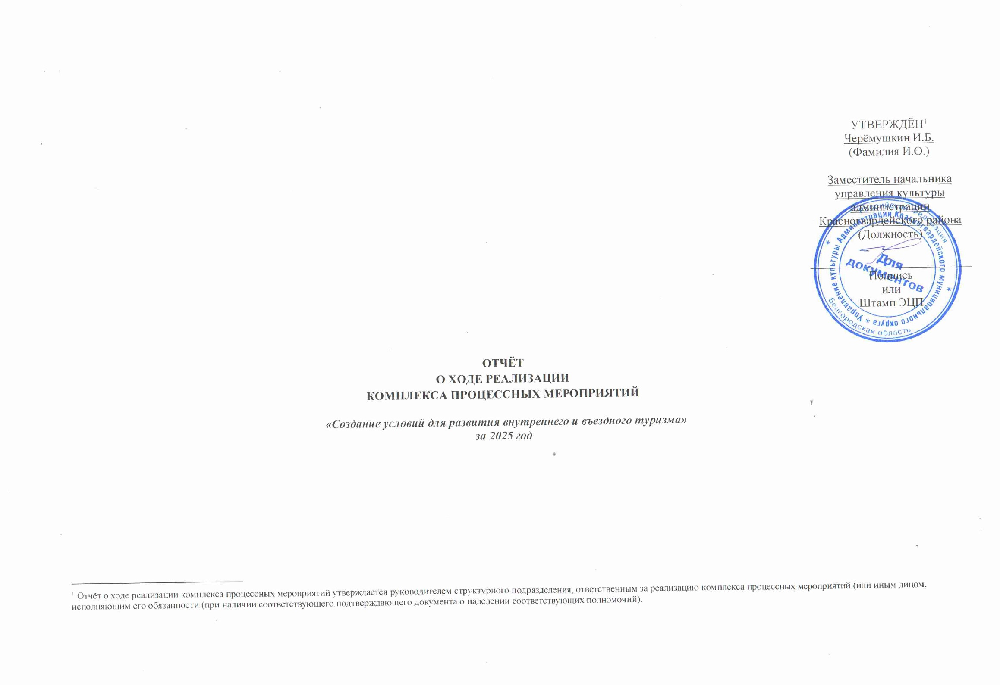 УТВЕРЖДЁН¹
Черёмушкин И.Б.
(Фамилия И.О.)
Заместитель начальника
управления культуры
администрации
Красногвардейского района
(Должность)
Подпись
или
Штамп ЭЦП
Российская Федерация
* Белгородская область *
Управление культуры Администрации Красногвардейского муниципального округа *
Для
документов
ОТЧЁТ
О ХОДЕ РЕАЛИЗАЦИИ
КОМПЛЕКСА ПРОЦЕССНЫХ МЕРОПРИЯТИЙ
«Создание условий для развития внутреннего и въездного туризма»
за 2025 год
¹ Отчёт о ходе реализации комплекса процессных мероприятий утверждается руководителем структурного подразделения, ответственным за реализацию комплекса процессных мероприятий (или иным лицом,
исполняющим его обязанности (при наличии соответствующего подтверждающего документа о наделении соответствующих полномочий).